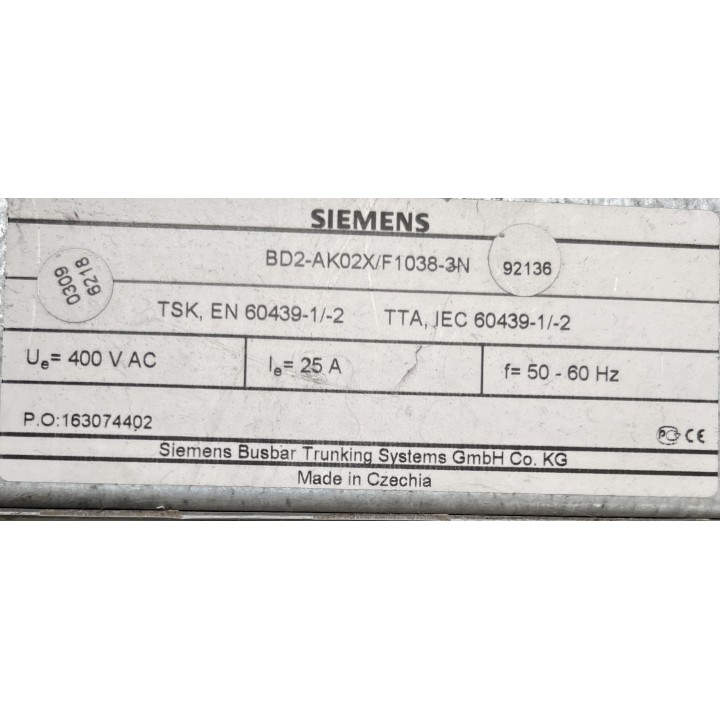 SIEMENS
BD2-AK02X/F1038-3N
92136
0309
6218
TSK, EN 60439-1/-2 TTA, IEC 60439-1/-2
Ue= 400 V AC Ie= 25 A f= 50 - 60 Hz
P.O:163074402
PC CE
Siemens Busbar Trunking Systems GmbH Co. KG
Made in Czechia